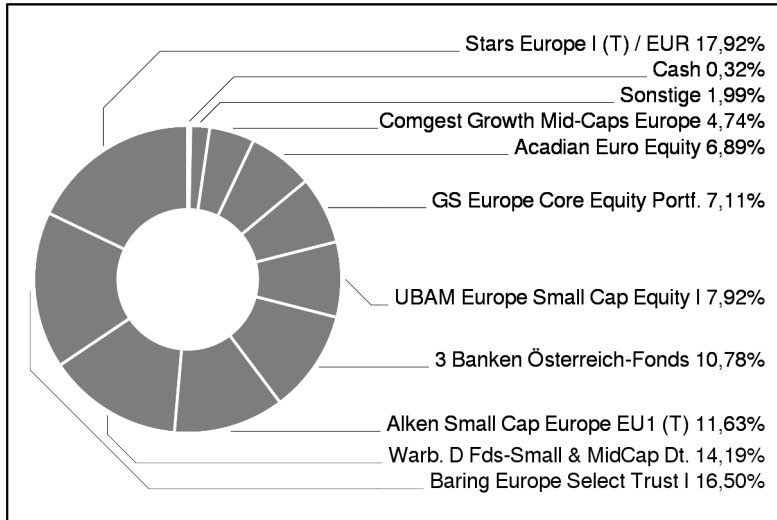 Stars Europe I (T) / EUR 17,92%
Cash 0,32%
Sonstige 1,99%
Comgest Growth Mid-Caps Europe 4,74%
Acadian Euro Equity 6,89%
GS Europe Core Equity Portf. 7,11%
UBAM Europe Small Cap Equity I 7,92%
3 Banken Österreich-Fonds 10,78%
Alken Small Cap Europe EU1 (T) 11,63%
Warb. D Fds-Small & MidCap Dt. 14,19%
Baring Europe Select Trust I 16,50%